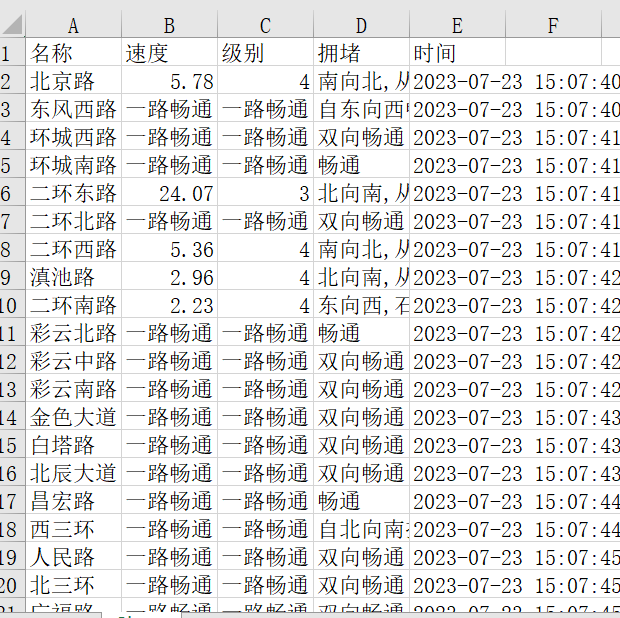 A B C D E F
1 名称 速度 级别 拥堵 时间
2 北京路 5.78 4 南向北,从 2023-07-23 15:07:40
3 东风西路 一路畅通 一路畅通 自东向西 2023-07-23 15:07:40
4 环城西路 一路畅通 一路畅通 双向畅通 2023-07-23 15:07:41
5 环城南路 一路畅通 一路畅通 畅通 2023-07-23 15:07:41
6 二环东路 24.07 3 北向南,从 2023-07-23 15:07:41
7 二环北路 一路畅通 一路畅通 双向畅通 2023-07-23 15:07:41
8 二环西路 5.36 4 南向北,从 2023-07-23 15:07:41
9 滇池路 2.96 4 北向南,从 2023-07-23 15:07:42
10 二环南路 2.23 4 东向西,石 2023-07-23 15:07:42
11 彩云北路 一路畅通 一路畅通 畅通 2023-07-23 15:07:42
12 彩云中路 一路畅通 一路畅通 双向畅通 2023-07-23 15:07:42
13 彩云南路 一路畅通 一路畅通 双向畅通 2023-07-23 15:07:42
14 金色大道 一路畅通 一路畅通 双向畅通 2023-07-23 15:07:43
15 白塔路 一路畅通 一路畅通 双向畅通 2023-07-23 15:07:43
16 北辰大道 一路畅通 一路畅通 双向畅通 2023-07-23 15:07:43
17 昌宏路 一路畅通 一路畅通 畅通 2023-07-23 15:07:44
18 西三环 一路畅通 一路畅通 自北向南 2023-07-23 15:07:44
19 人民路 一路畅通 一路畅通 双向畅通 2023-07-23 15:07:45
20 北三环 一路畅通 一路畅通 双向畅通 2023-07-23 15:07:45
21 广福路 一路畅通 一路畅通 双向畅通 2023-07-23 15:07:45